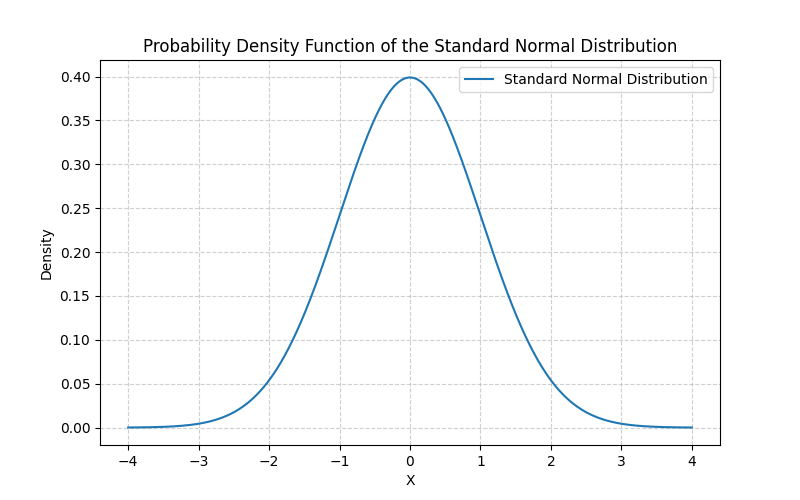 Probability Density Function of the Standard Normal Distribution
Standard Normal Distribution
0.40
0.35
0.30
0.25
0.20
0.15
0.10
0.05
0.00
Density
−4 −3 −2 −1 0 1 2 3 4
X